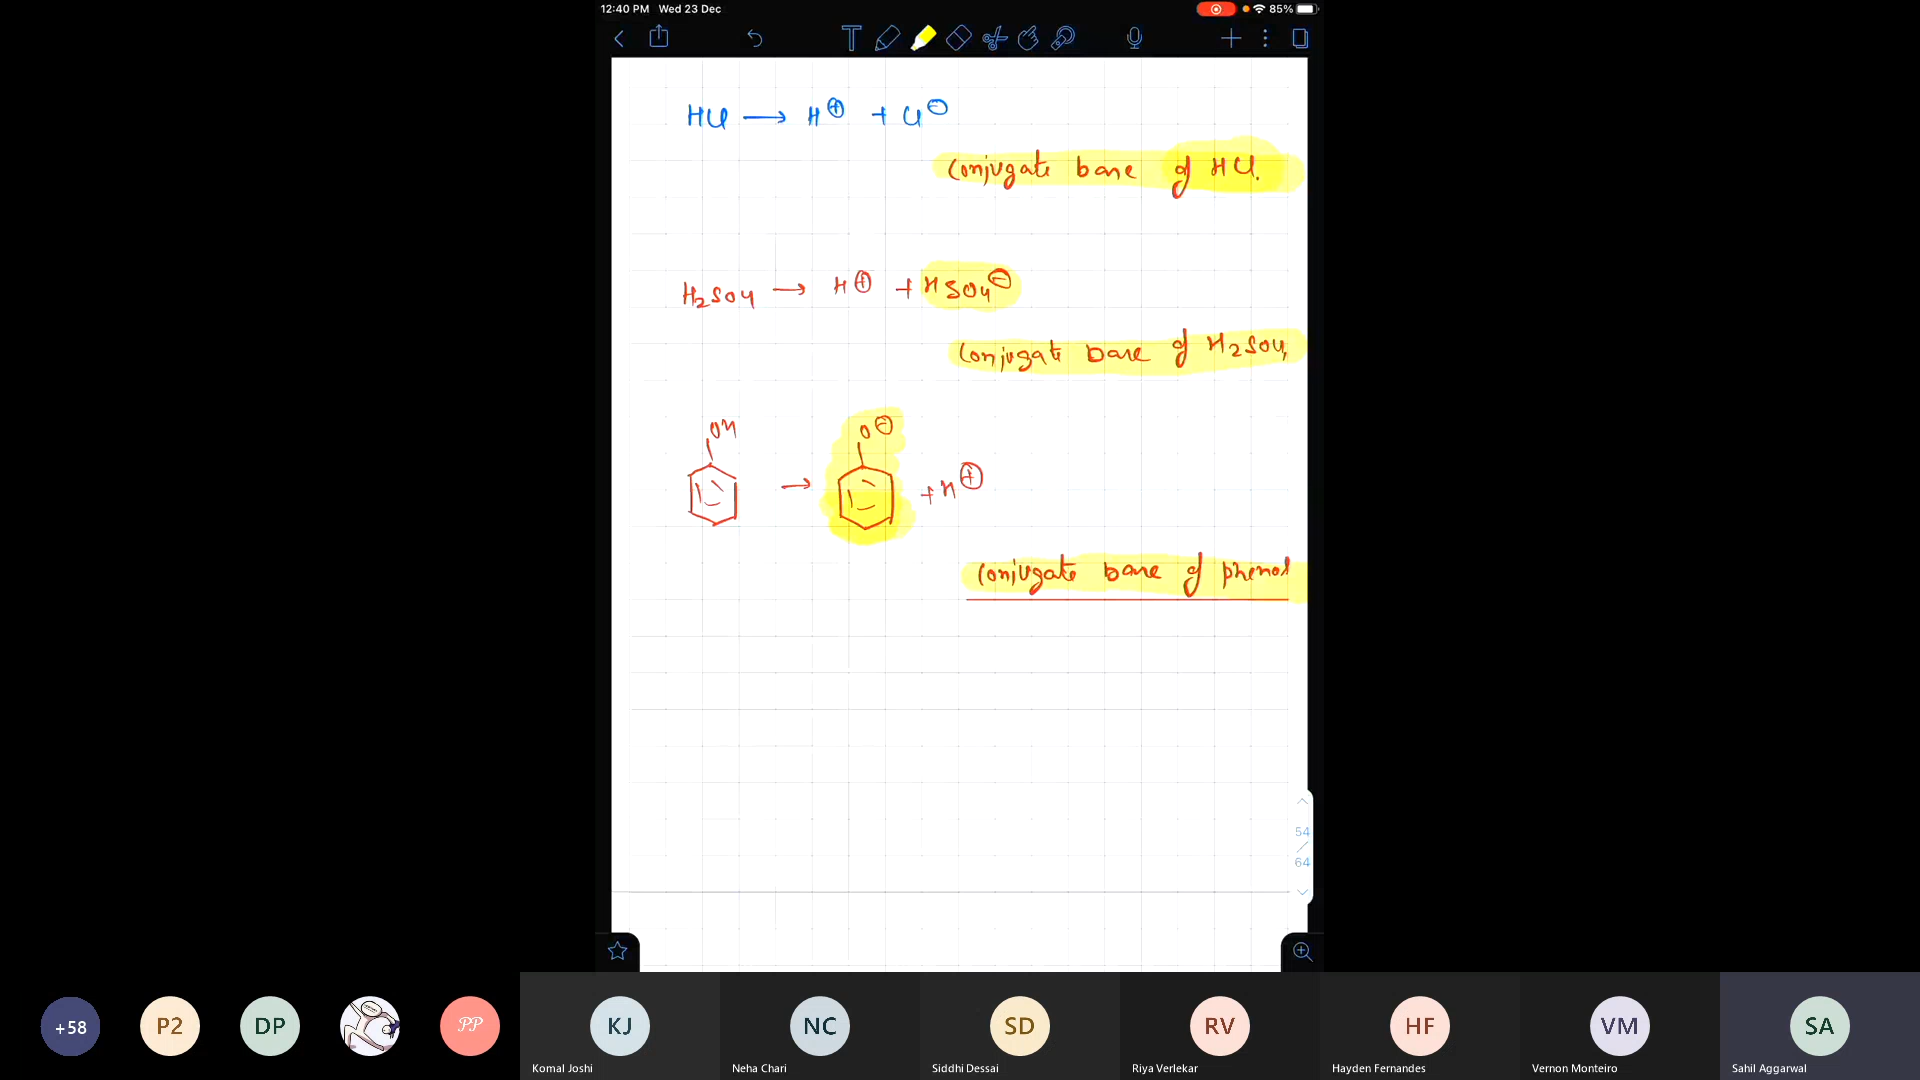 12:40 PM Wed 23 Dec
85%
HCl → H⊕ + Cl⊖
Conjugate base of HCl.
H₂SO₄ → H⊕ + HSO₄⊖
Conjugate base of H₂SO₄
OH
O⊖
→ + H⊕
Conjugate base of phenol
54
64
+58
P2
DP
PP
KJ
NC
SD
RV
HF
VM
SA
Komal Joshi
Neha Chari
Siddhi Dessai
Riya Verlekar
Hayden Fernandes
Vernon Monteiro
Sahil Aggarwal